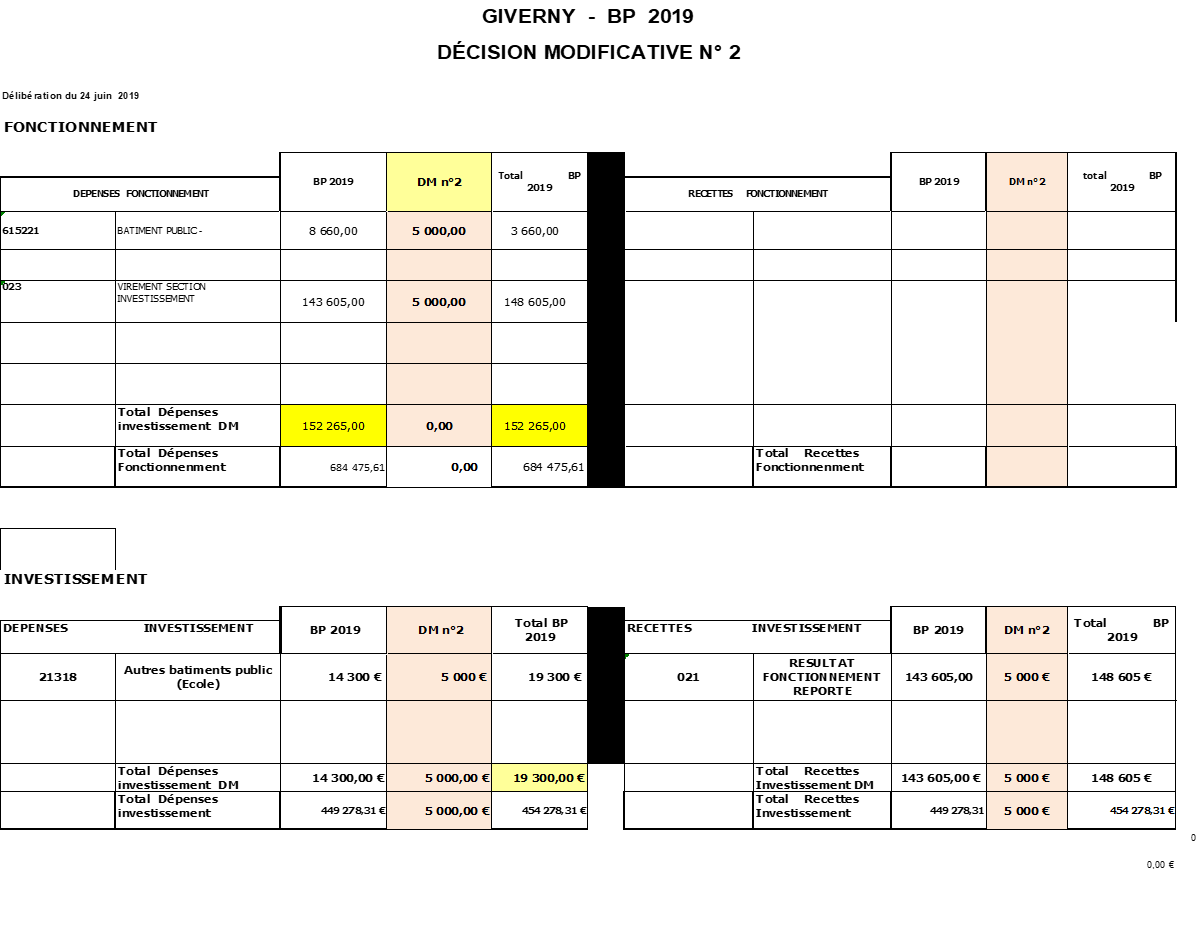 GIVERNY - BP 2019
DÉCISION MODIFICATIVE N° 2
Délibération du 24 juin 2019
FONCTIONNEMENT
DEPENSES FONCTIONNEMENT BP 2019 DM n°2 Total BP 2019 RECETTES FONCTIONNEMENT BP 2019 DM n°2 total BP 2019
615221 BATIMENT PUBLIC - 8 660,00 5 000,00 3 660,00
023 VIREMENT SECTION INVESTISSEMENT 143 605,00 5 000,00 148 605,00
Total Dépenses investissement DM 152 265,00 0,00 152 265,00
Total Dépenses Fonctionnenment 684 475,61 0,00 684 475,61 Total Recettes Fonctionnenment
INVESTISSEMENT
DEPENSES INVESTISSEMENT BP 2019 DM n°2 Total BP 2019 RECETTES INVESTISSEMENT BP 2019 DM n°2 Total BP 2019
21318 Autres batiments public (Ecole) 14 300 € 5 000 € 19 300 € 021 RESULTAT FONCTIONNEMENT REPORTE 143 605,00 5 000 € 148 605 €
Total Dépenses investissement DM 14 300,00 € 5 000,00 € 19 300,00 € Total Recettes Investissement DM 143 605,00 € 5 000 € 148 605 €
Total Dépenses investissement 449 278,31 € 5 000,00 € 454 278,31 € Total Recettes Investissement 449 278,31 5 000 € 454 278,31 €
0
0,00 €